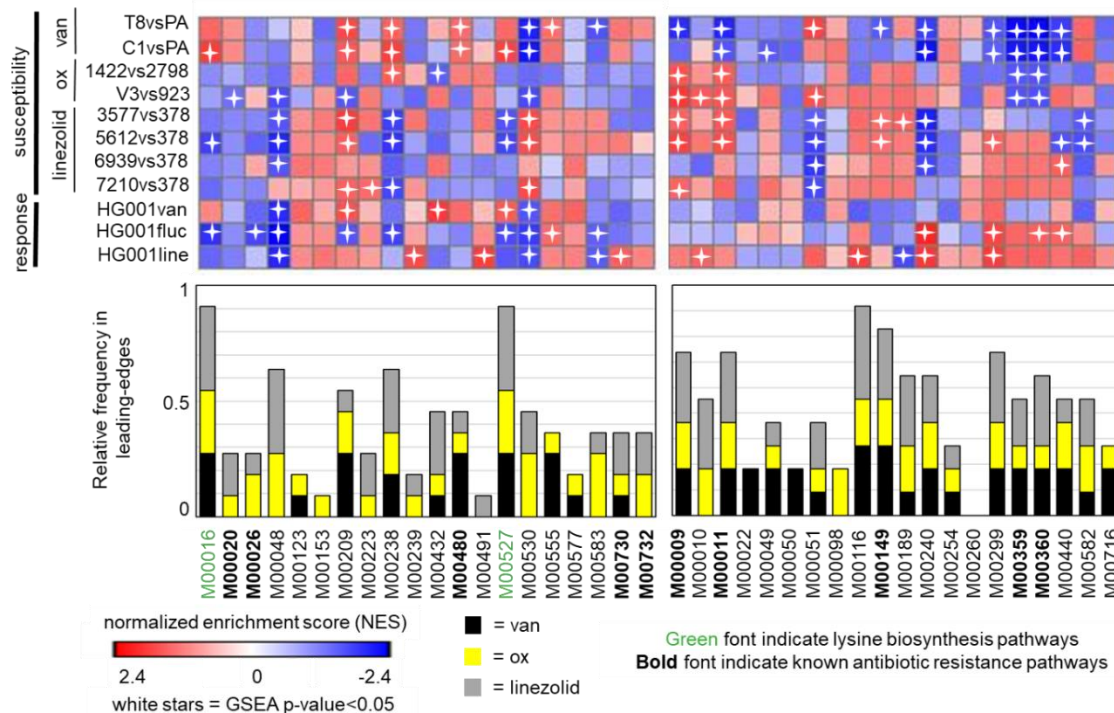 susceptibility
van
ox
linezolid
response
T8vsPA
C1vsPA
1422vs2798
V3vs923
3577vs378
5612vs378
6939vs378
7210vs378
HG001van
HG001fluc
HG001line
Relative frequency in
leading-edges
1
0.5
0
M00016
M00020
M00026
M00048
M00123
M00153
M00209
M00223
M00238
M00239
M00432
M00480
M00491
M00527
M00530
M00555
M00577
M00583
M00730
M00732
M00009
M00010
M00011
M00022
M00049
M00050
M00051
M00098
M00116
M00149
M00189
M00240
M00254
M00260
M00299
M00359
M00360
M00440
M00582
M00716
normalized enrichment score (NES)
2.4 0 -2.4
white stars = GSEA p-value<0.05
= van
= ox
= linezolid
Green font indicate lysine biosynthesis pathways
Bold font indicate known antibiotic resistance pathways